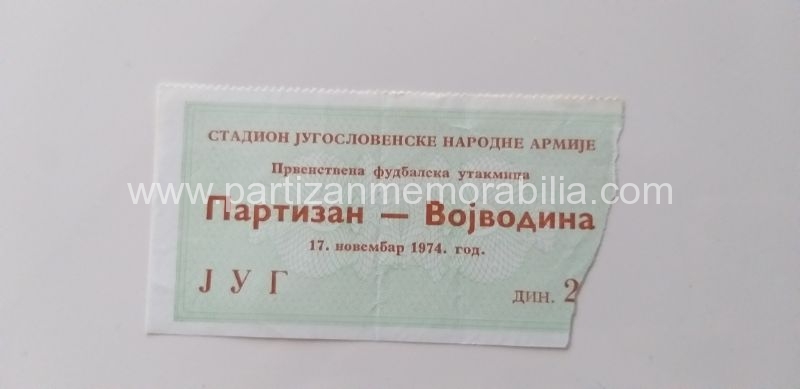 СТАДИОН ЈУГОСЛОВЕНСКЕ НАРОДНЕ АРМИЈЕ
Првенствена фудбалска утакмица
www.partizanmemorabilia.com
Партизан — Војводина
17. новембар 1974. год.
ЈУГ
ДИН. 2